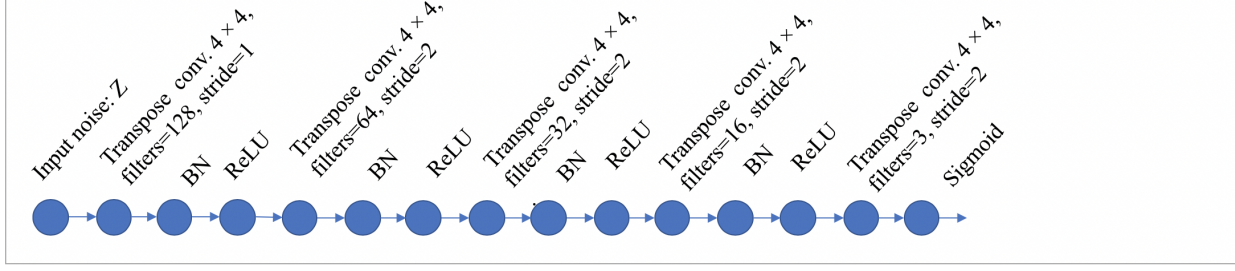 Input noise: Z
Transpose conv. 4 × 4,
filters=128, stride=1
BN
ReLU
Transpose conv. 4 × 4,
filters=64, stride=2
BN
ReLU
Transpose conv. 4 × 4,
filters=32, stride=2
BN
ReLU
Transpose conv. 4 × 4,
filters=16, stride=2
BN
ReLU
Transpose conv. 4 × 4,
filters=3, stride=2
Sigmoid